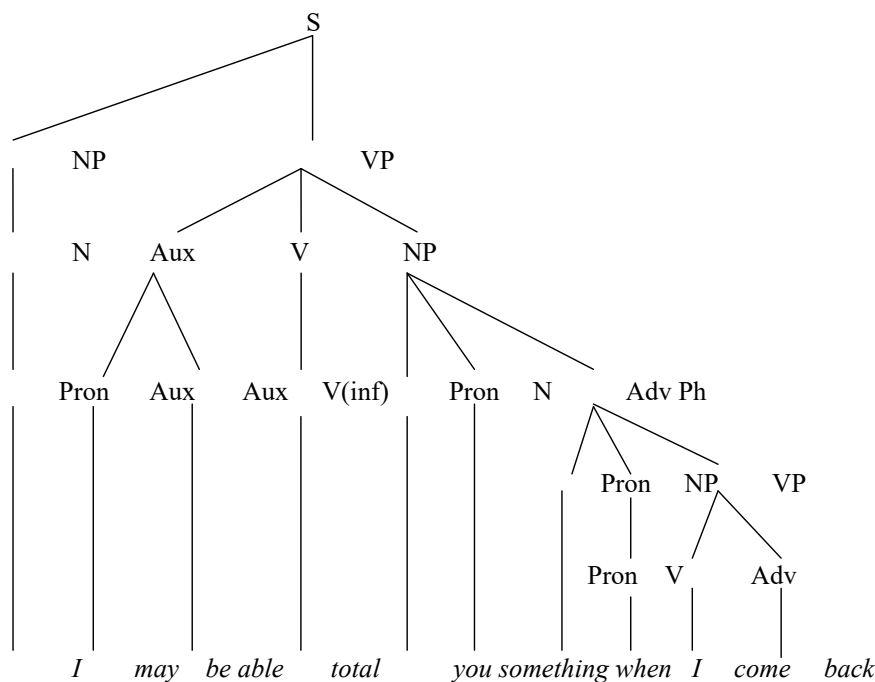 S
NP VP
N Aux V NP
Pron Aux Aux V(inf) Pron N Adv Ph
Pron NP VP
Pron V Adv
I may be able total you something when I come back